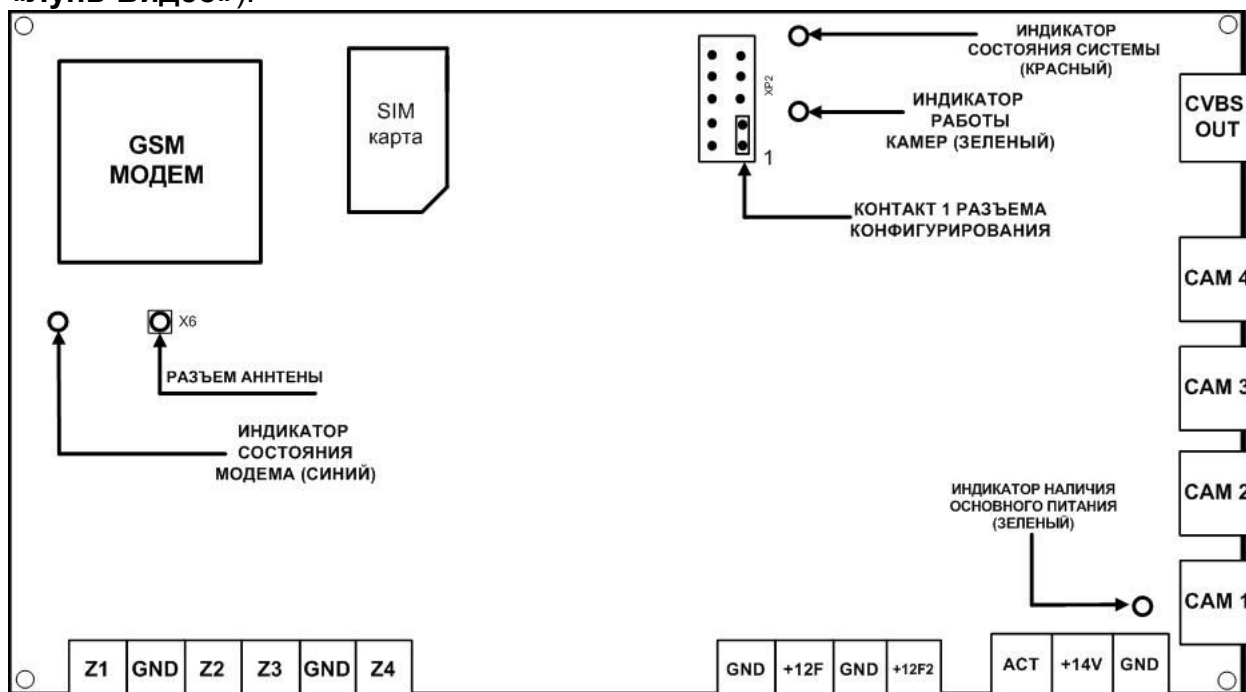 «Лунь Видео»).
ИНДИКАТОР
СОСТОЯНИЯ СИСТЕМЫ
(КРАСНЫЙ)
SIM
карта
XP2
CVBS
OUT
ИНДИКАТОР
РАБОТЫ
КАМЕР (ЗЕЛЕНЫЙ)
GSM
МОДЕМ
1
КОНТАКТ 1 РАЗЪЕМА
КОНФИГУРИРОВАНИЯ
CAM 4
X6
РАЗЪЕМ АННТЕНЫ
CAM 3
ИНДИКАТОР
СОСТОЯНИЯ
МОДЕМА (СИНИЙ)
CAM 2
ИНДИКАТОР НАЛИЧИЯ
ОСНОВНОГО ПИТАНИЯ
(ЗЕЛЕНЫЙ)
CAM 1
Z1 GND Z2 Z3 GND Z4
GND +12F GND +12F2
ACT +14V GND